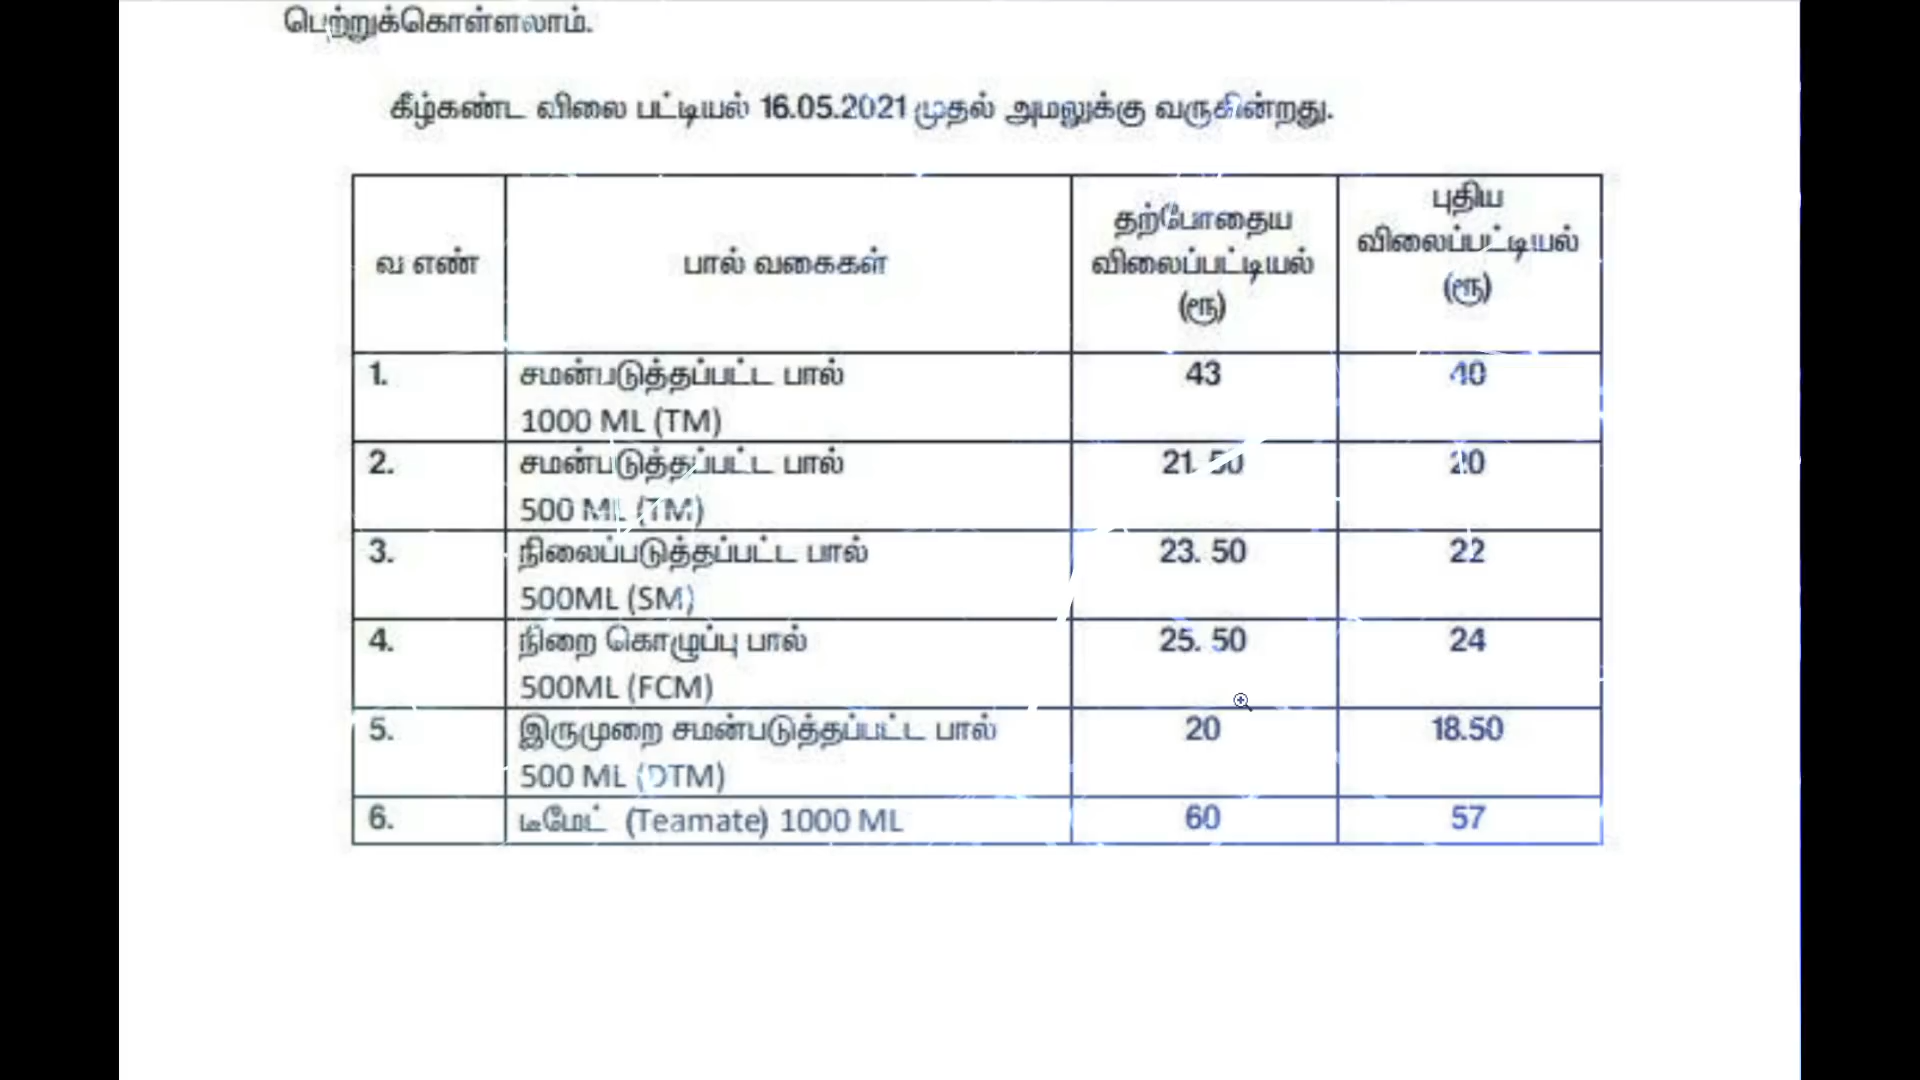 பெற்றுக்கொள்ளலாம்.
கீழ்கண்ட விலை பட்டியல் 16.05.2021 முதல் அமலுக்கு வருகின்றது.
வ எண் பால் வகைகள் தற்போதைய விலைப்பட்டியல் (ரூ) புதிய விலைப்பட்டியல் (ரூ)
1. சமன்படுத்தப்பட்ட பால் 43 40
1000 ML (TM)
2. சமன்படுத்தப்பட்ட பால் 21. 50 20
500 ML (TM)
3. நிலைப்படுத்தப்பட்ட பால் 23. 50 22
500ML (SM)
4. நிறை கொழுப்பு பால் 25. 50 24
500ML (FCM)
5. இருமுறை சமன்படுத்தப்பட்ட பால் 20 18.50
500 ML (DTM)
6. டீமேட் (Teamate) 1000 ML 60 57